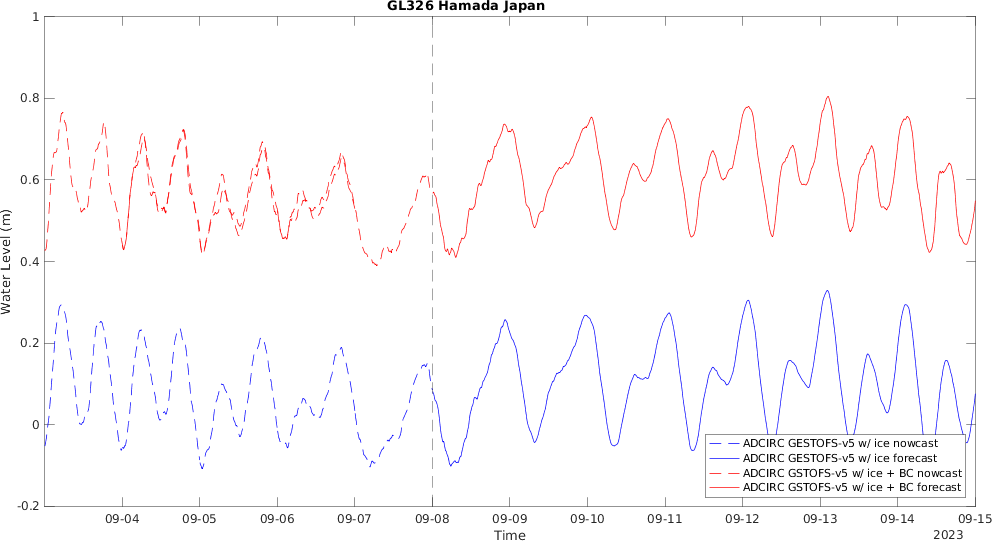 GL326 Hamada Japan
1
0.8
0.6
0.4
0.2
0
-0.2
Water Level (m)
09-04 09-05 09-06 09-07 09-08 09-09 09-10 09-11 09-12 09-13 09-14 09-15
Time
2023
ADCIRC GESTOFS-v5 w/ ice nowcast
ADCIRC GESTOFS-v5 w/ ice forecast
ADCIRC GSTOFS-v5 w/ ice + BC nowcast
ADCIRC GSTOFS-v5 w/ ice + BC forecast